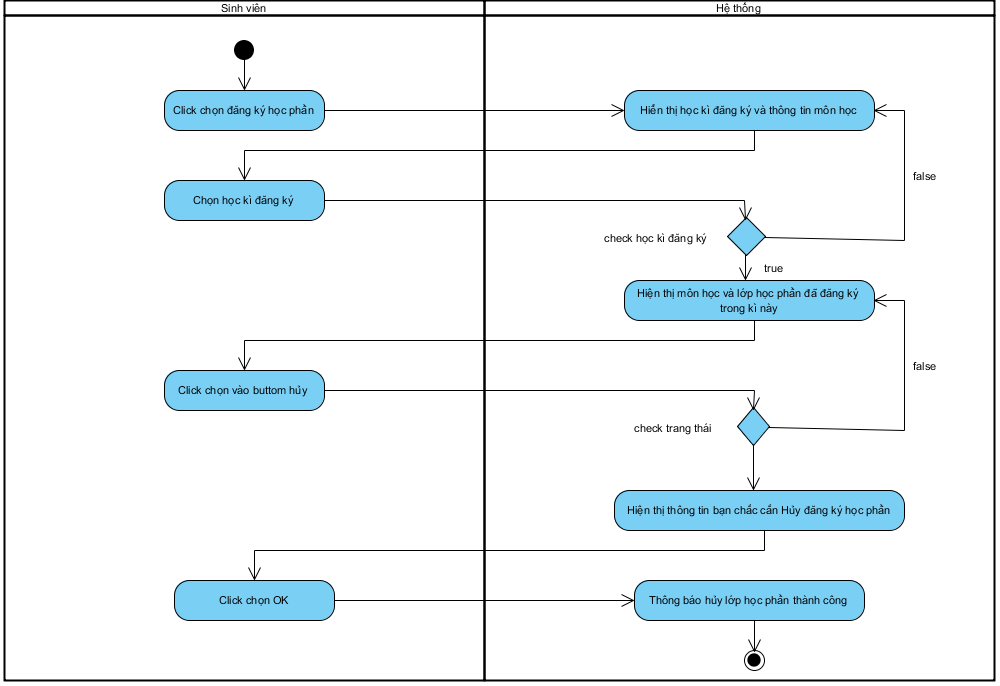 Sinh viên
Hệ thống
Click chọn đăng ký học phần
Hiển thị học kì đăng ký và thông tin môn học
false
Chọn học kì đăng ký
check học kì đăng ký
true
Hiện thị môn học và lớp học phần đã đăng ký
trong kì này
false
Click chọn vào buttom hủy
check trang thái
Hiện thị thông tin bạn chắc cần Hủy đăng ký học phần
Click chọn OK
Thông báo hủy lớp học phần thành công